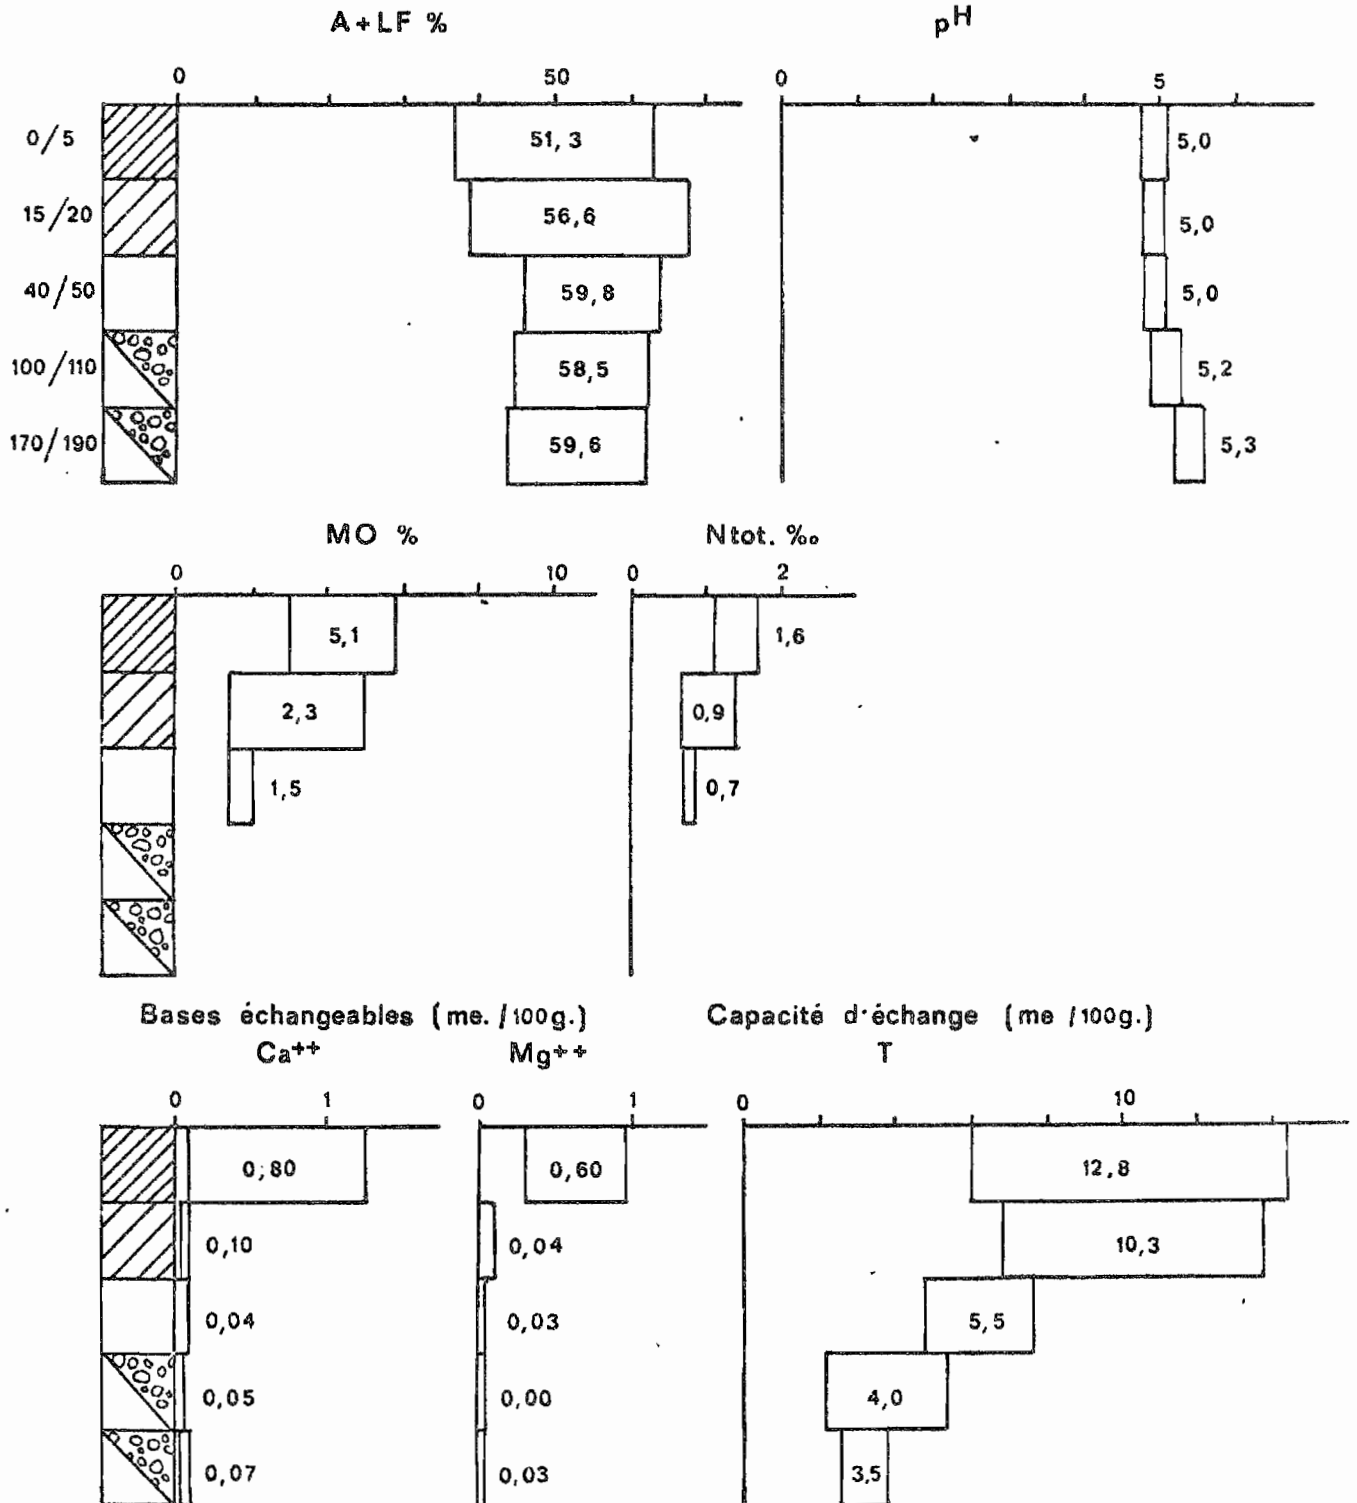 A+LF %
pH
0 50
0 5
0/5 51,3 5,0
15/20 56,6 5,0
40/50 59,8 5,0
100/110 58,5 5,2
170/190 59,6 5,3
MO %
Ntot. ‰
0 10
0 2
5,1 1,6
2,3 0,9
1,5 0,7
Bases échangeables (me./100g.)
Capacité d'échange (me /100g.)
Ca++ Mg++ T
0 1
0 1
0 10
0;80 0,60 12,8
0,10 0,04 10,3
0,04 0,03 5,5
0,05 0,00 4,0
0,07 0,03 3,5